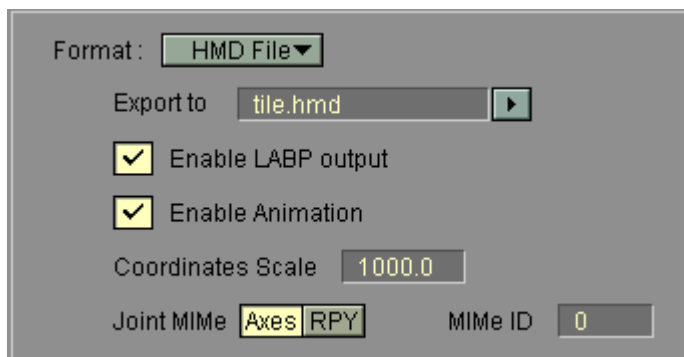 Format : HMD File
Export to tile.hmd
Enable LABP output
Enable Animation
Coordinates Scale 1000.0
Joint MIMe Axes RPY MIMe ID 0